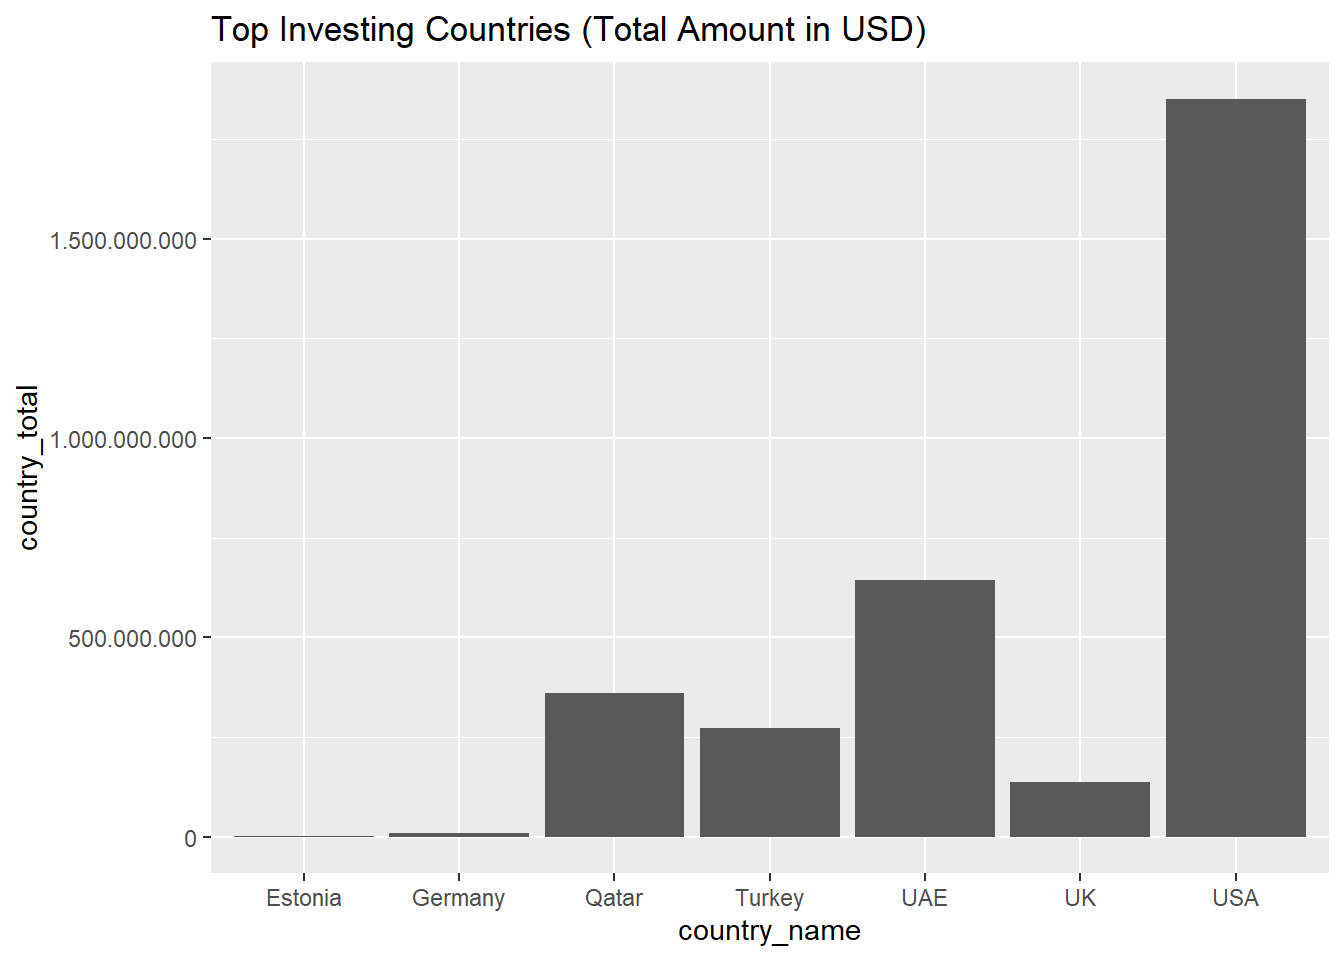 Top Investing Countries (Total Amount in USD)
country_total
1.500.000.000
1.000.000.000
500.000.000
0
Estonia Germany Qatar Turkey UAE UK USA
country_name